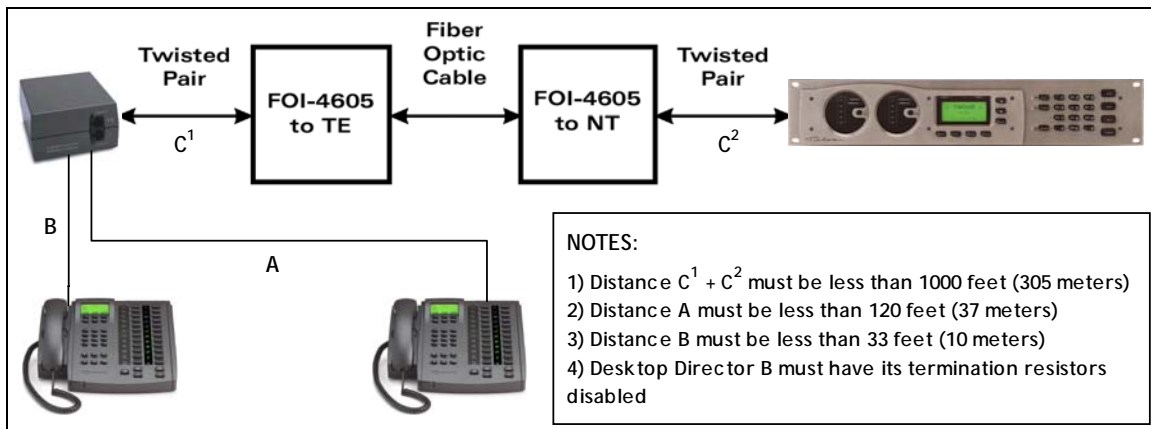 Twisted
Pair
C¹
FOI-4605
to TE
Fiber
Optic
Cable
FOI-4605
to NT
Twisted
Pair
C²
B
A
NOTES:
1) Distance C¹ + C² must be less than 1000 feet (305 meters)
2) Distance A must be less than 120 feet (37 meters)
3) Distance B must be less than 33 feet (10 meters)
4) Desktop Director B must have its termination resistors
disabled